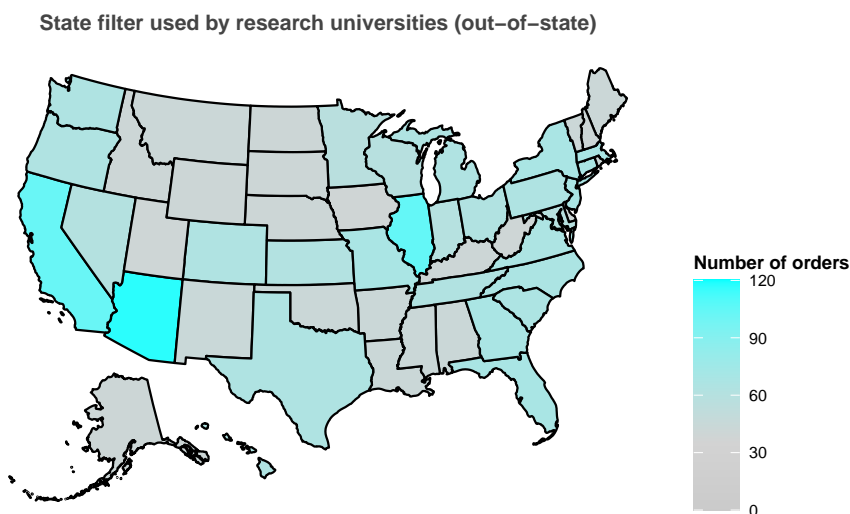 State filter used by research universities (out−of−state)
Number of orders
120
90
60
30
0